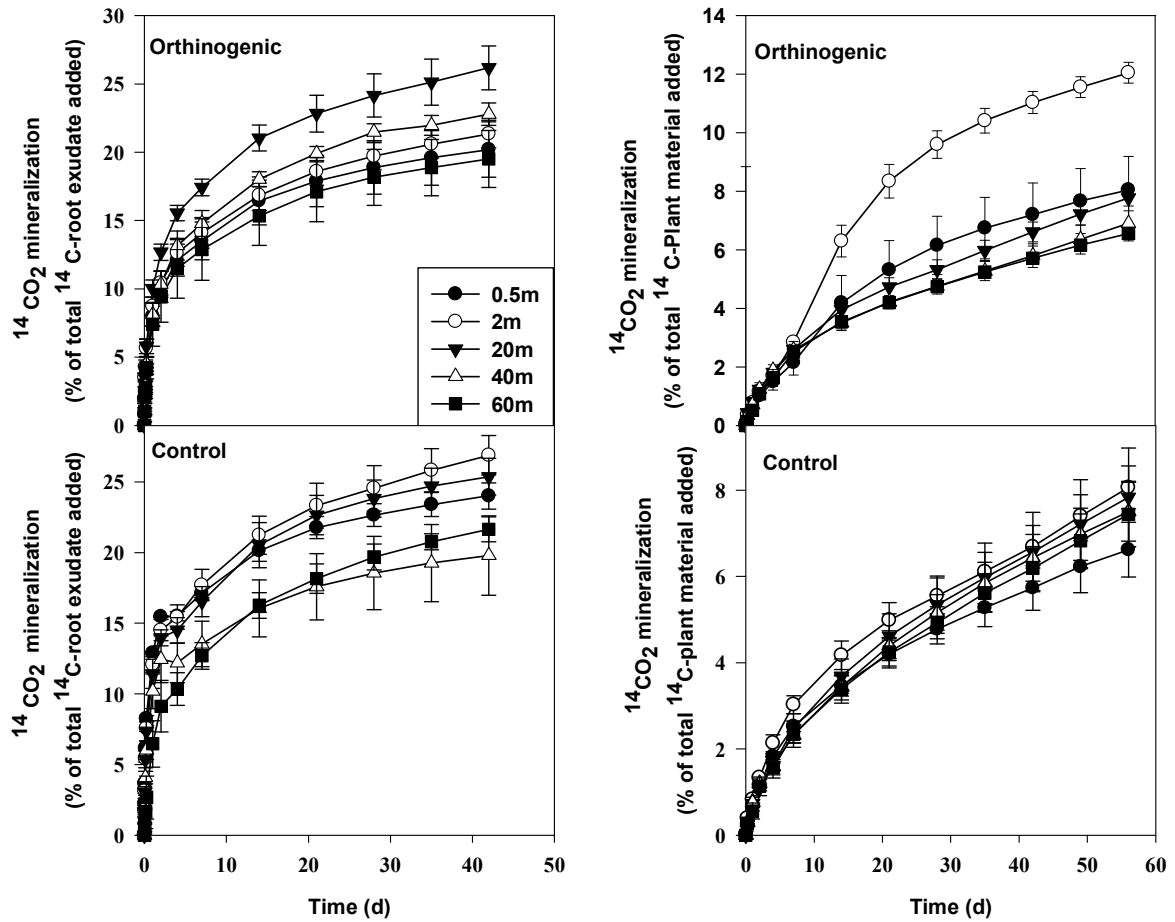 30
25
20
15
10
5
0
Orthinogenic
14CO2 mineralization
(% of total 14C-root exudate added)
0.5m
2m
20m
40m
60m
14
12
10
8
6
4
2
0
Orthinogenic
14CO2 mineralization
(% of total 14C-Plant material added)
25
20
15
10
5
0
Control
14CO2 mineralization
(% of total 14C-root exudate added)
0 10 20 30 40 50
Time (d)
8
6
4
2
0
Control
14CO2 mineralization
(% of total 14C-plant material added)
0 10 20 30 40 50 60
Time (d)